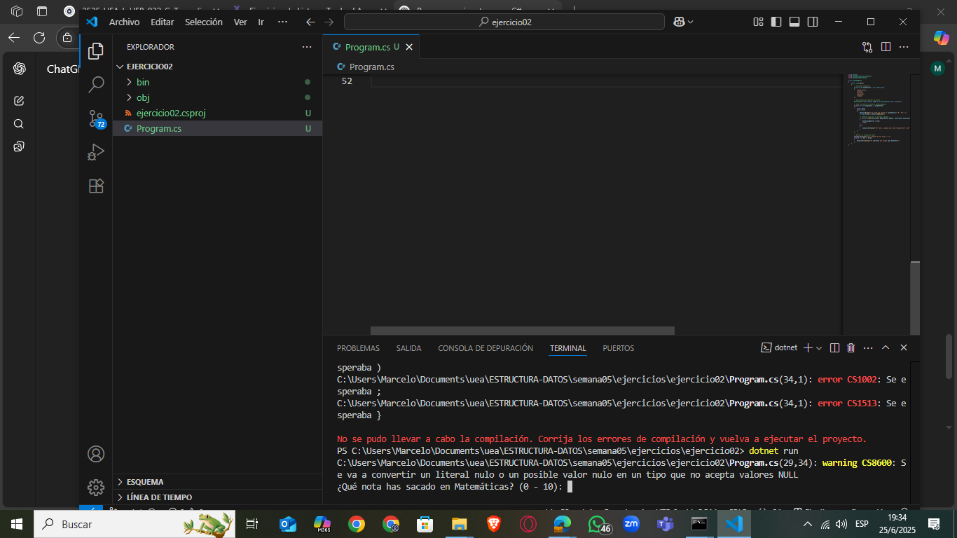 Archivo Editar Selección Ver Ir ··· ejercicio02
ChatG
EXPLORADOR
EJERCICIO02
bin
obj
ejercicio02.csproj U
Program.cs U
72
ESQUEMA
LÍNEA DE TIEMPO
Program.cs U
Program.cs
52
M
PROBLEMAS SALIDA CONSOLA DE DEPURACIÓN TERMINAL PUERTOS dotnet
speraba )
C:\Users\Marcelo\Documents\uea\ESTRUCTURA-DATOS\semana05\ejercicios\ejercicio02\Program.cs(34,1): error CS1002: Se e
speraba ;
C:\Users\Marcelo\Documents\uea\ESTRUCTURA-DATOS\semana05\ejercicios\ejercicio02\Program.cs(34,1): error CS1513: Se e
speraba }
No se pudo llevar a cabo la compilación. Corrija los errores de compilación y vuelva a ejecutar el proyecto.
PS C:\Users\Marcelo\Documents\uea\ESTRUCTURA-DATOS\semana05\ejercicios\ejercicio02> dotnet run
C:\Users\Marcelo\Documents\uea\ESTRUCTURA-DATOS\semana05\ejercicios\ejercicio02\Program.cs(29,34): warning CS8600: S
e va a convertir un literal nulo o un posible valor nulo en un tipo que no acepta valores NULL
¿Qué nota has sacado en Matemáticas? (0 - 10):
Buscar
46
ESP
19:34
25/6/2025